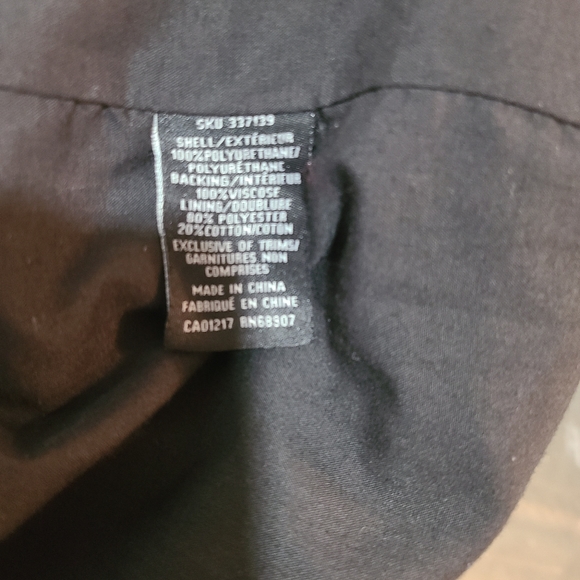 SKU 337139
SHELL/EXTÉRIEUR
100%POLYURETHANE/
POLYURÉTHANE
BACKING/INTÉRIEUR
100%VISCOSE
LINING/DOUBLURE
80% POLYESTER
20%COTTON/COTON
EXCLUSIVE OF TRIMS/
GARNITURES NON
COMPRISES
MADE IN CHINA
FABRIQUÉ EN CHINE
CA01217 RN68907